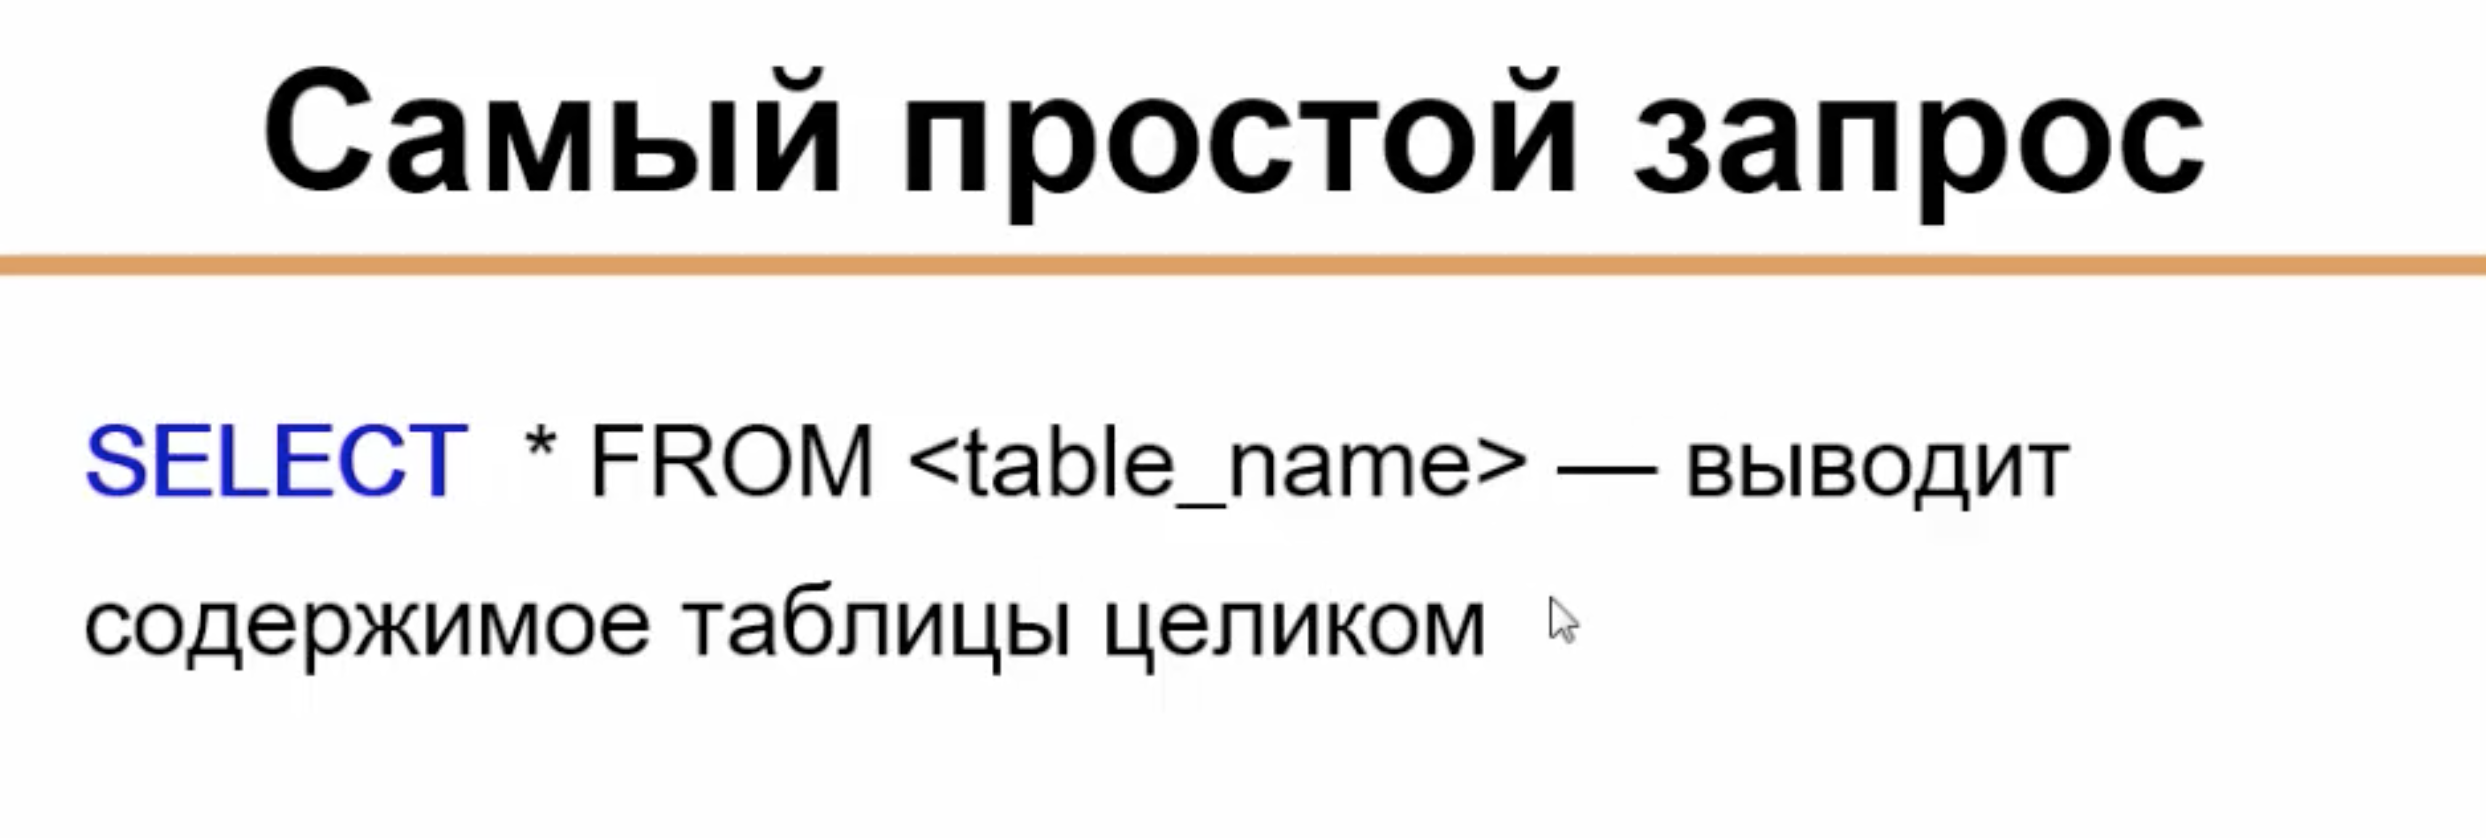 Самый простой запрос
SELECT * FROM <table_name> — выводит
содержимое таблицы целиком